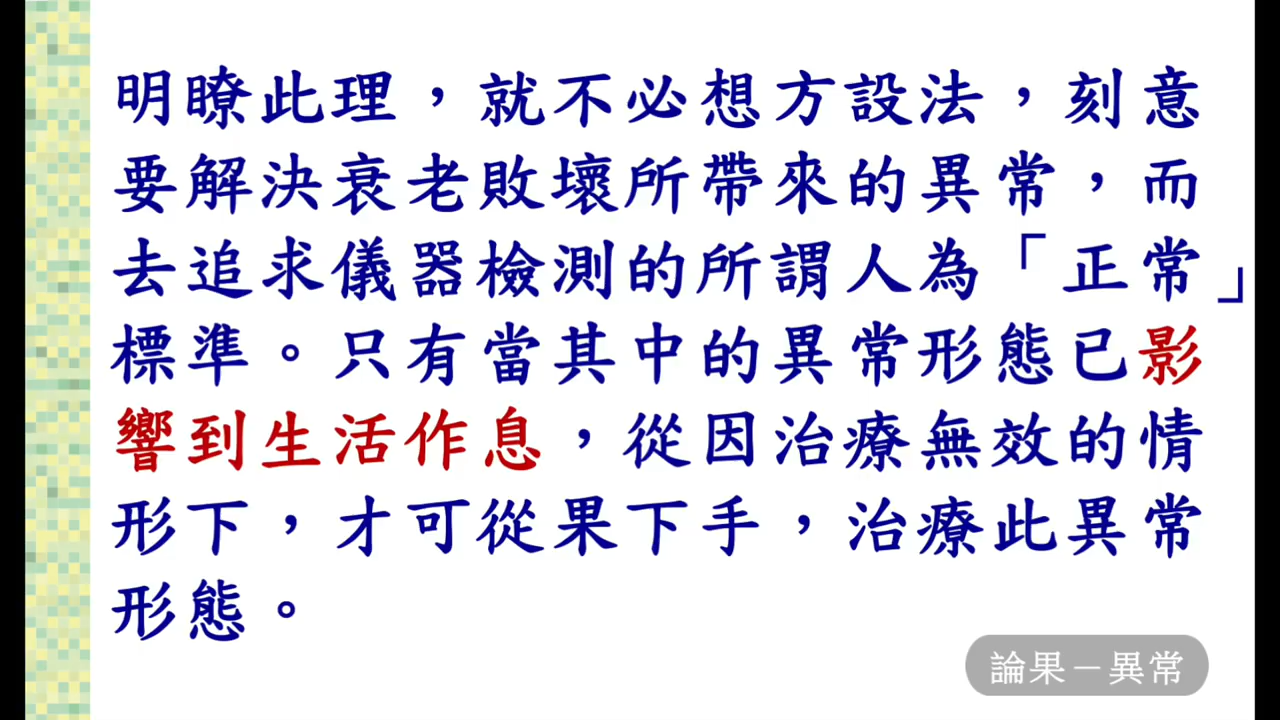 明瞭此理，就不必想方設法，刻意
要解決衰老敗壞所帶來的異常，而
去追求儀器檢測的所謂人為「正常」
標準。只有當其中的異常形態已影
響到生活作息，從因治療無效的情
形下，才可從果下手，治療此異常
形態。
論果－異常